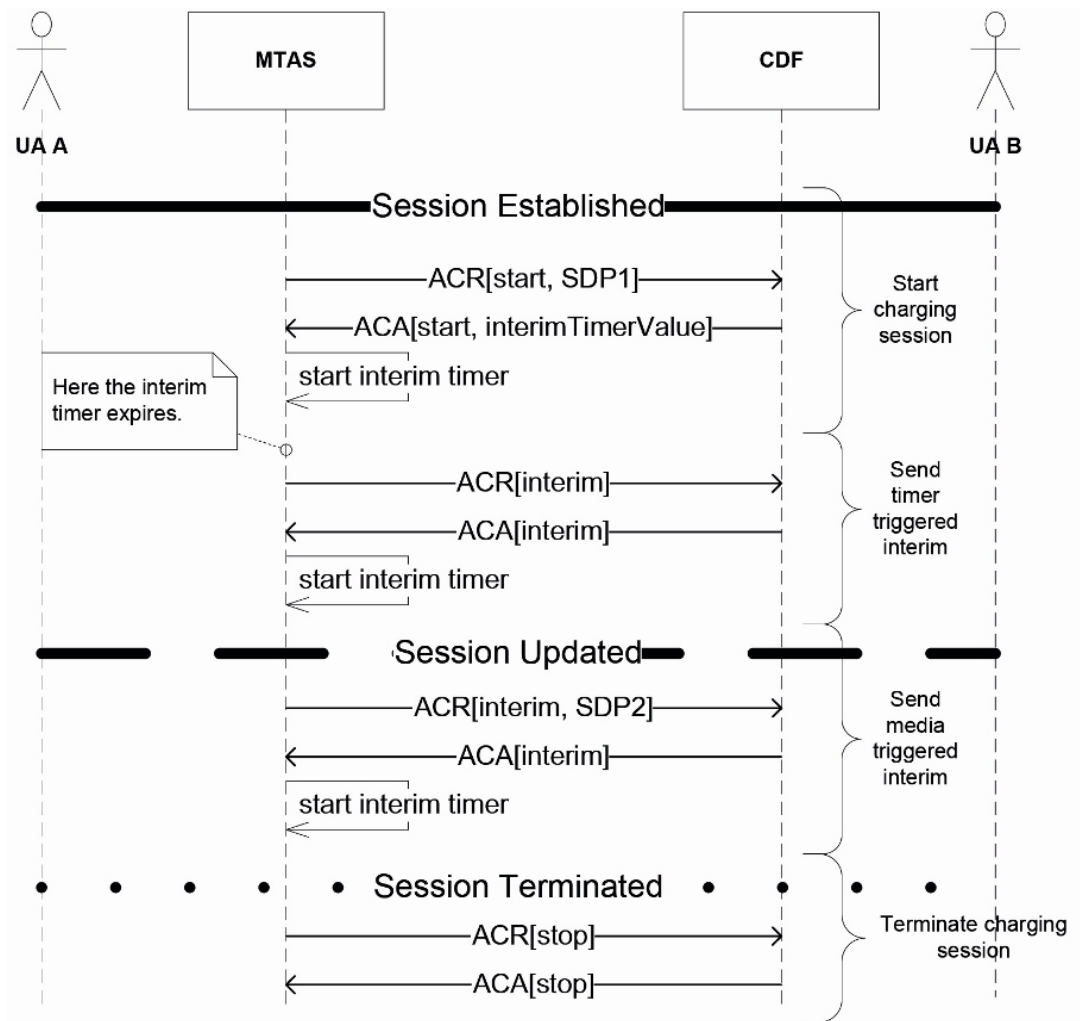 MTAS
CDF
UA A
UA B
Session Established
ACR[start, SDP1]
ACA[start, interimTimerValue]
Start
charging
session
start interim timer
Here the interim
timer expires.
ACR[interim]
ACA[interim]
Send
timer
triggered
interim
start interim timer
Session Updated
ACR[interim, SDP2]
ACA[interim]
Send
media
triggered
interim
start interim timer
Session Terminated
ACR[stop]
ACA[stop]
Terminate charging
session